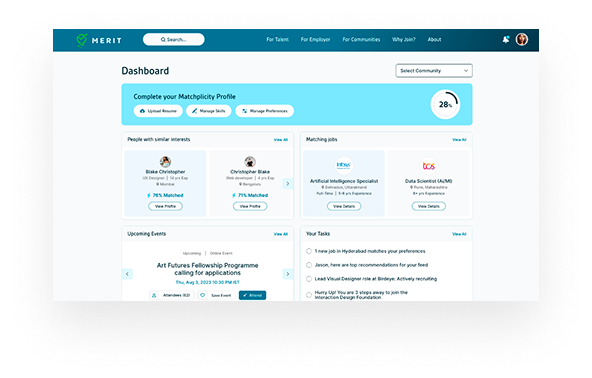 MERIT
Search...
For Talent
For Employer
For Communities
Why Join?
About
Dashboard
Select Community
Complete your Matchplicity Profile
Upload Resume
Manage Skills
Manage Preferences
28%
People with similar interests
View All
Blake Christopher
UX Designer | 14 yrs Exp
Mumbai
76% Matched
View Profile
Christopher Blake
Web developer | 4 yrs Exp
Bengaluru
71% Matched
View Profile
Matching jobs
View All
Infosys
Artificial Intelligence Specialist
Dehradun, Uttarakhand
Full-Time | 5-8 yrs Experience
View Details
tcs
Data Scientist (AI/MI)
Pune, Maharashtra
8+ yrs Experience
View Details
Upcoming Events
View All
Upcoming | Online Event
Art Futures Fellowship Programme
calling for applications
Thu, Aug 3, 2023 10:30 PM IST
Attendees (62)
Save Event
Attend
Your Tasks
View All
1 new job in Hyderabad matches your preferences
Jason, here are top recommendations for your feed
Lead Visual Designer role at Birdeye: Actively recruiting
Hurry Up! You are 3 steps away to join the
Interaction Design Foundation